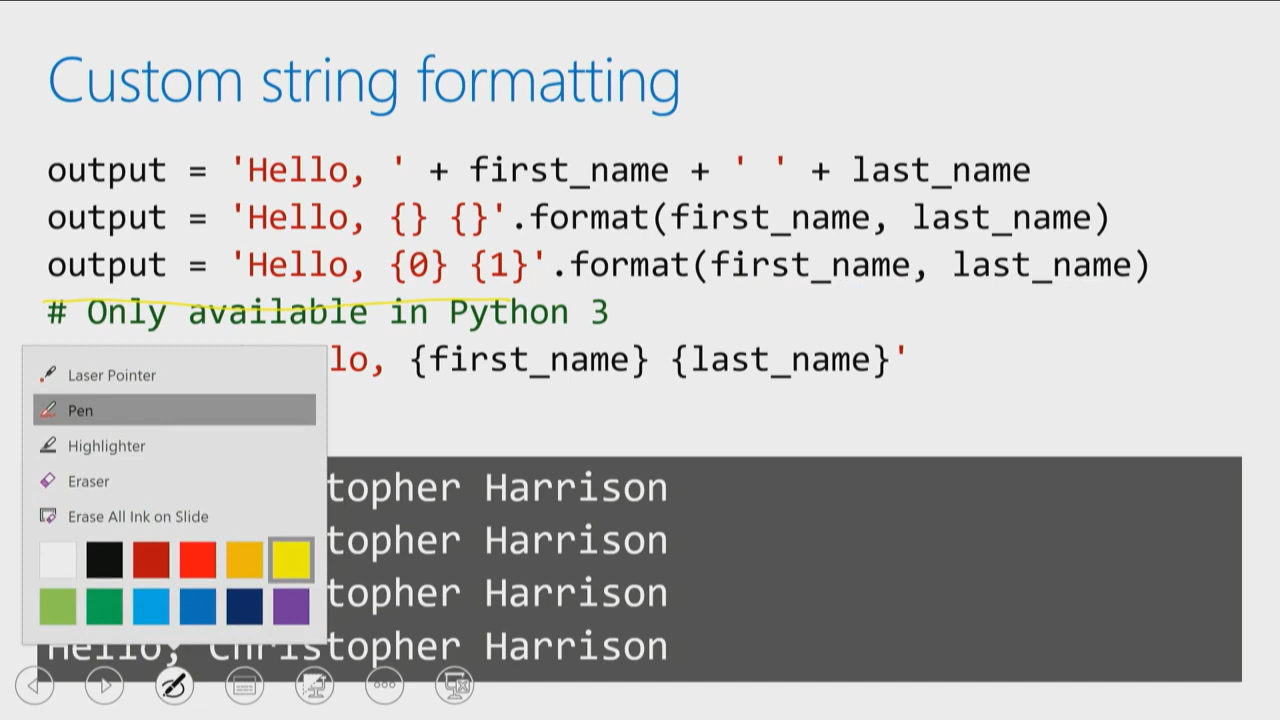 Custom string formatting
output = 'Hello, ' + first_name + ' ' + last_name
output = 'Hello, {} {}'.format(first_name, last_name)
output = 'Hello, {0} {1}'.format(first_name, last_name)
# Only available in Python 3
lo, {first_name} {last_name}'
Laser Pointer
Pen
Highlighter
Eraser
Erase All Ink on Slide
topher Harrison
topher Harrison
topher Harrison
Hello, Christopher Harrison